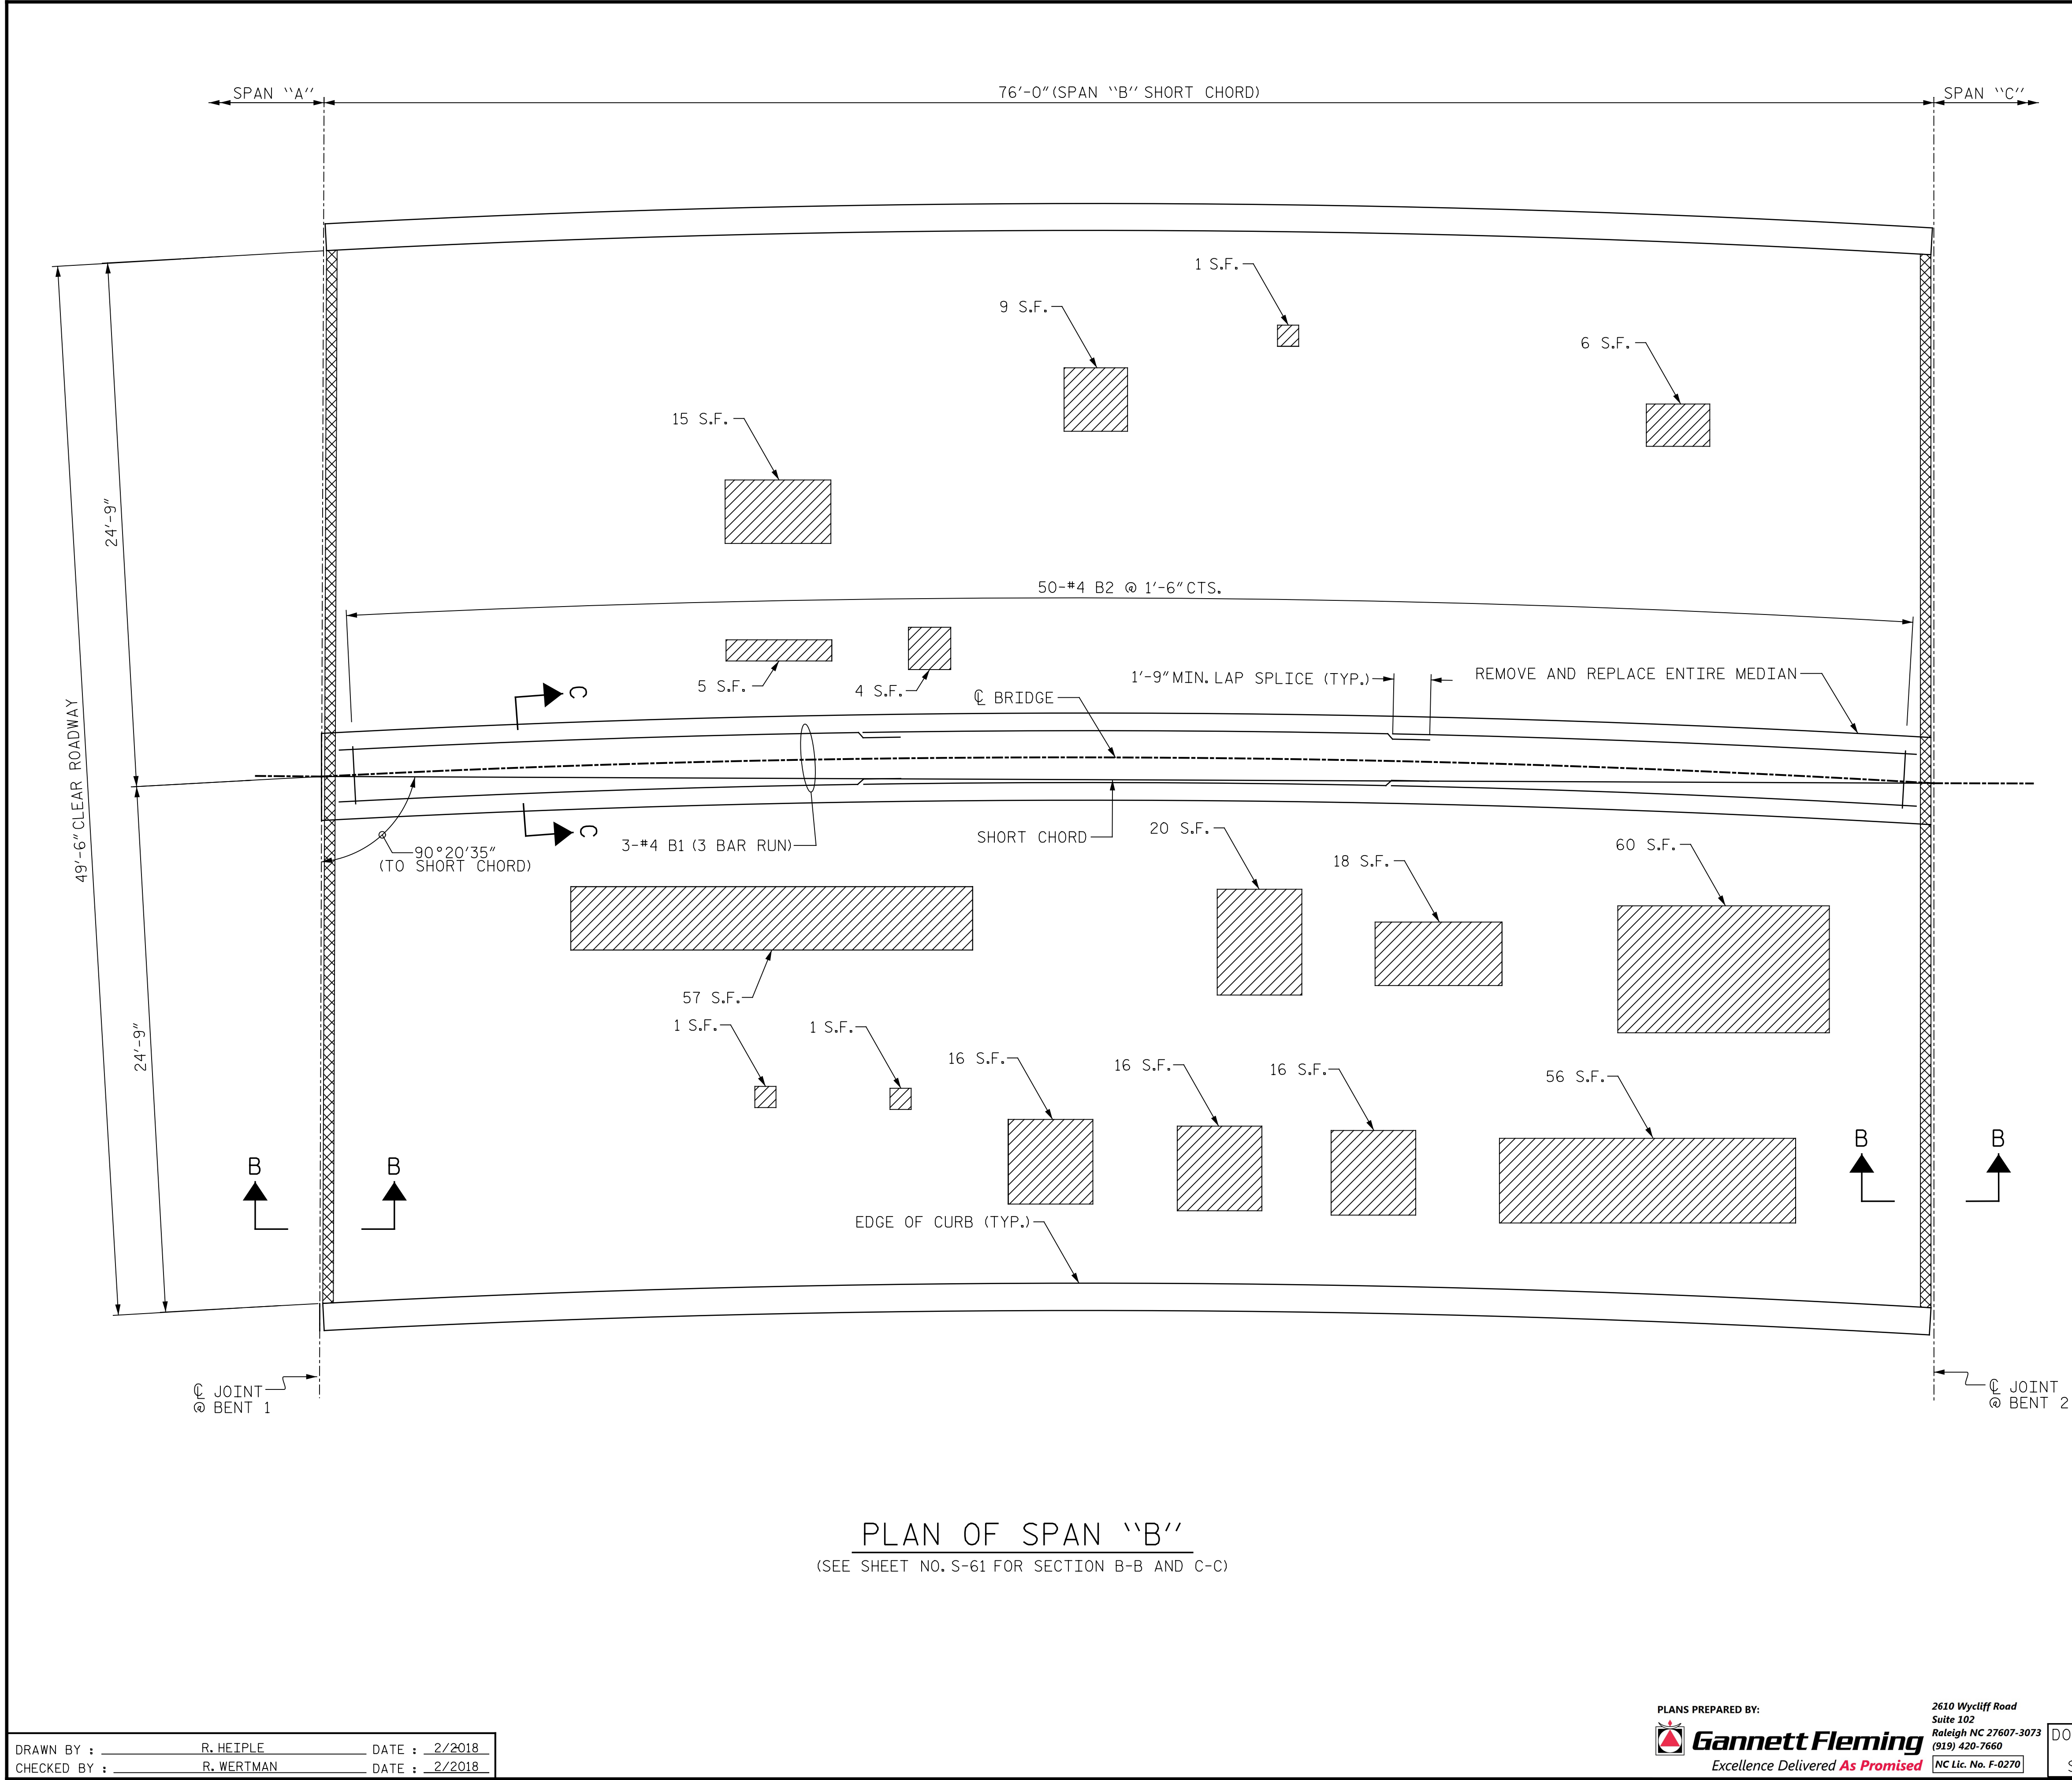 SPAN ‵‵A′′
76′-0″ (SPAN ‵‵B′′ SHORT CHORD)
SPAN ‵‵C′′
1 S.F.
9 S.F.
6 S.F.
15 S.F.
24′-9″
50-#4 B2 @ 1′-6″ CTS.
5 S.F.
4 S.F.
C
℄ BRIDGE
1′-9″ MIN. LAP SPLICE (TYP.)
REMOVE AND REPLACE ENTIRE MEDIAN
49′-6″ CLEAR ROADWAY
C
90°20′35″
(TO SHORT CHORD)
3-#4 B1 (3 BAR RUN)
SHORT CHORD
20 S.F.
18 S.F.
60 S.F.
57 S.F.
1 S.F.
1 S.F.
24′-9″
16 S.F.
16 S.F.
16 S.F.
56 S.F.
B
B
B
B
EDGE OF CURB (TYP.)
℄ JOINT
@ BENT 1
℄ JOINT
@ BENT 2
PLAN OF SPAN ‵‵B′′
(SEE SHEET NO. S-61 FOR SECTION B-B AND C-C)
DRAWN BY : R. HEIPLE DATE : 2/2018
CHECKED BY : R. WERTMAN DATE : 2/2018
PLANS PREPARED BY:
Gannett Fleming
Excellence Delivered As Promised
2610 Wycliff Road
Suite 102
Raleigh NC 27607-3073
(919) 420-7660
NC Lic. No. F-0270